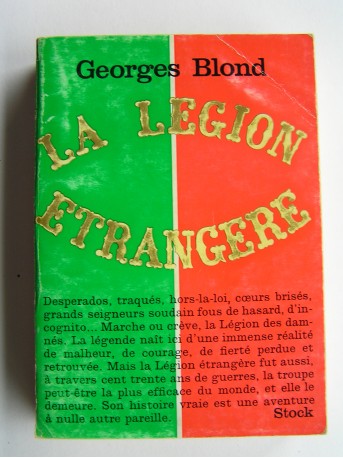 Georges Blond
LA LEGION
ETRANGERE
Desperados, traqués, hors-la-loi, cœurs brisés,
grands seigneurs soudain fous de hasard, d'in-
cognito... Marche ou crève, la Légion des dam-
nés. La légende naît ici d'une immense réalité
de malheur, de courage, de fierté perdue et
retrouvée. Mais la Légion étrangère fut aussi,
à travers cent trente ans de guerres, la troupe
peut-être la plus efficace du monde, et elle le
demeure. Son histoire vraie est une aventure
à nulle autre pareille.
Stock